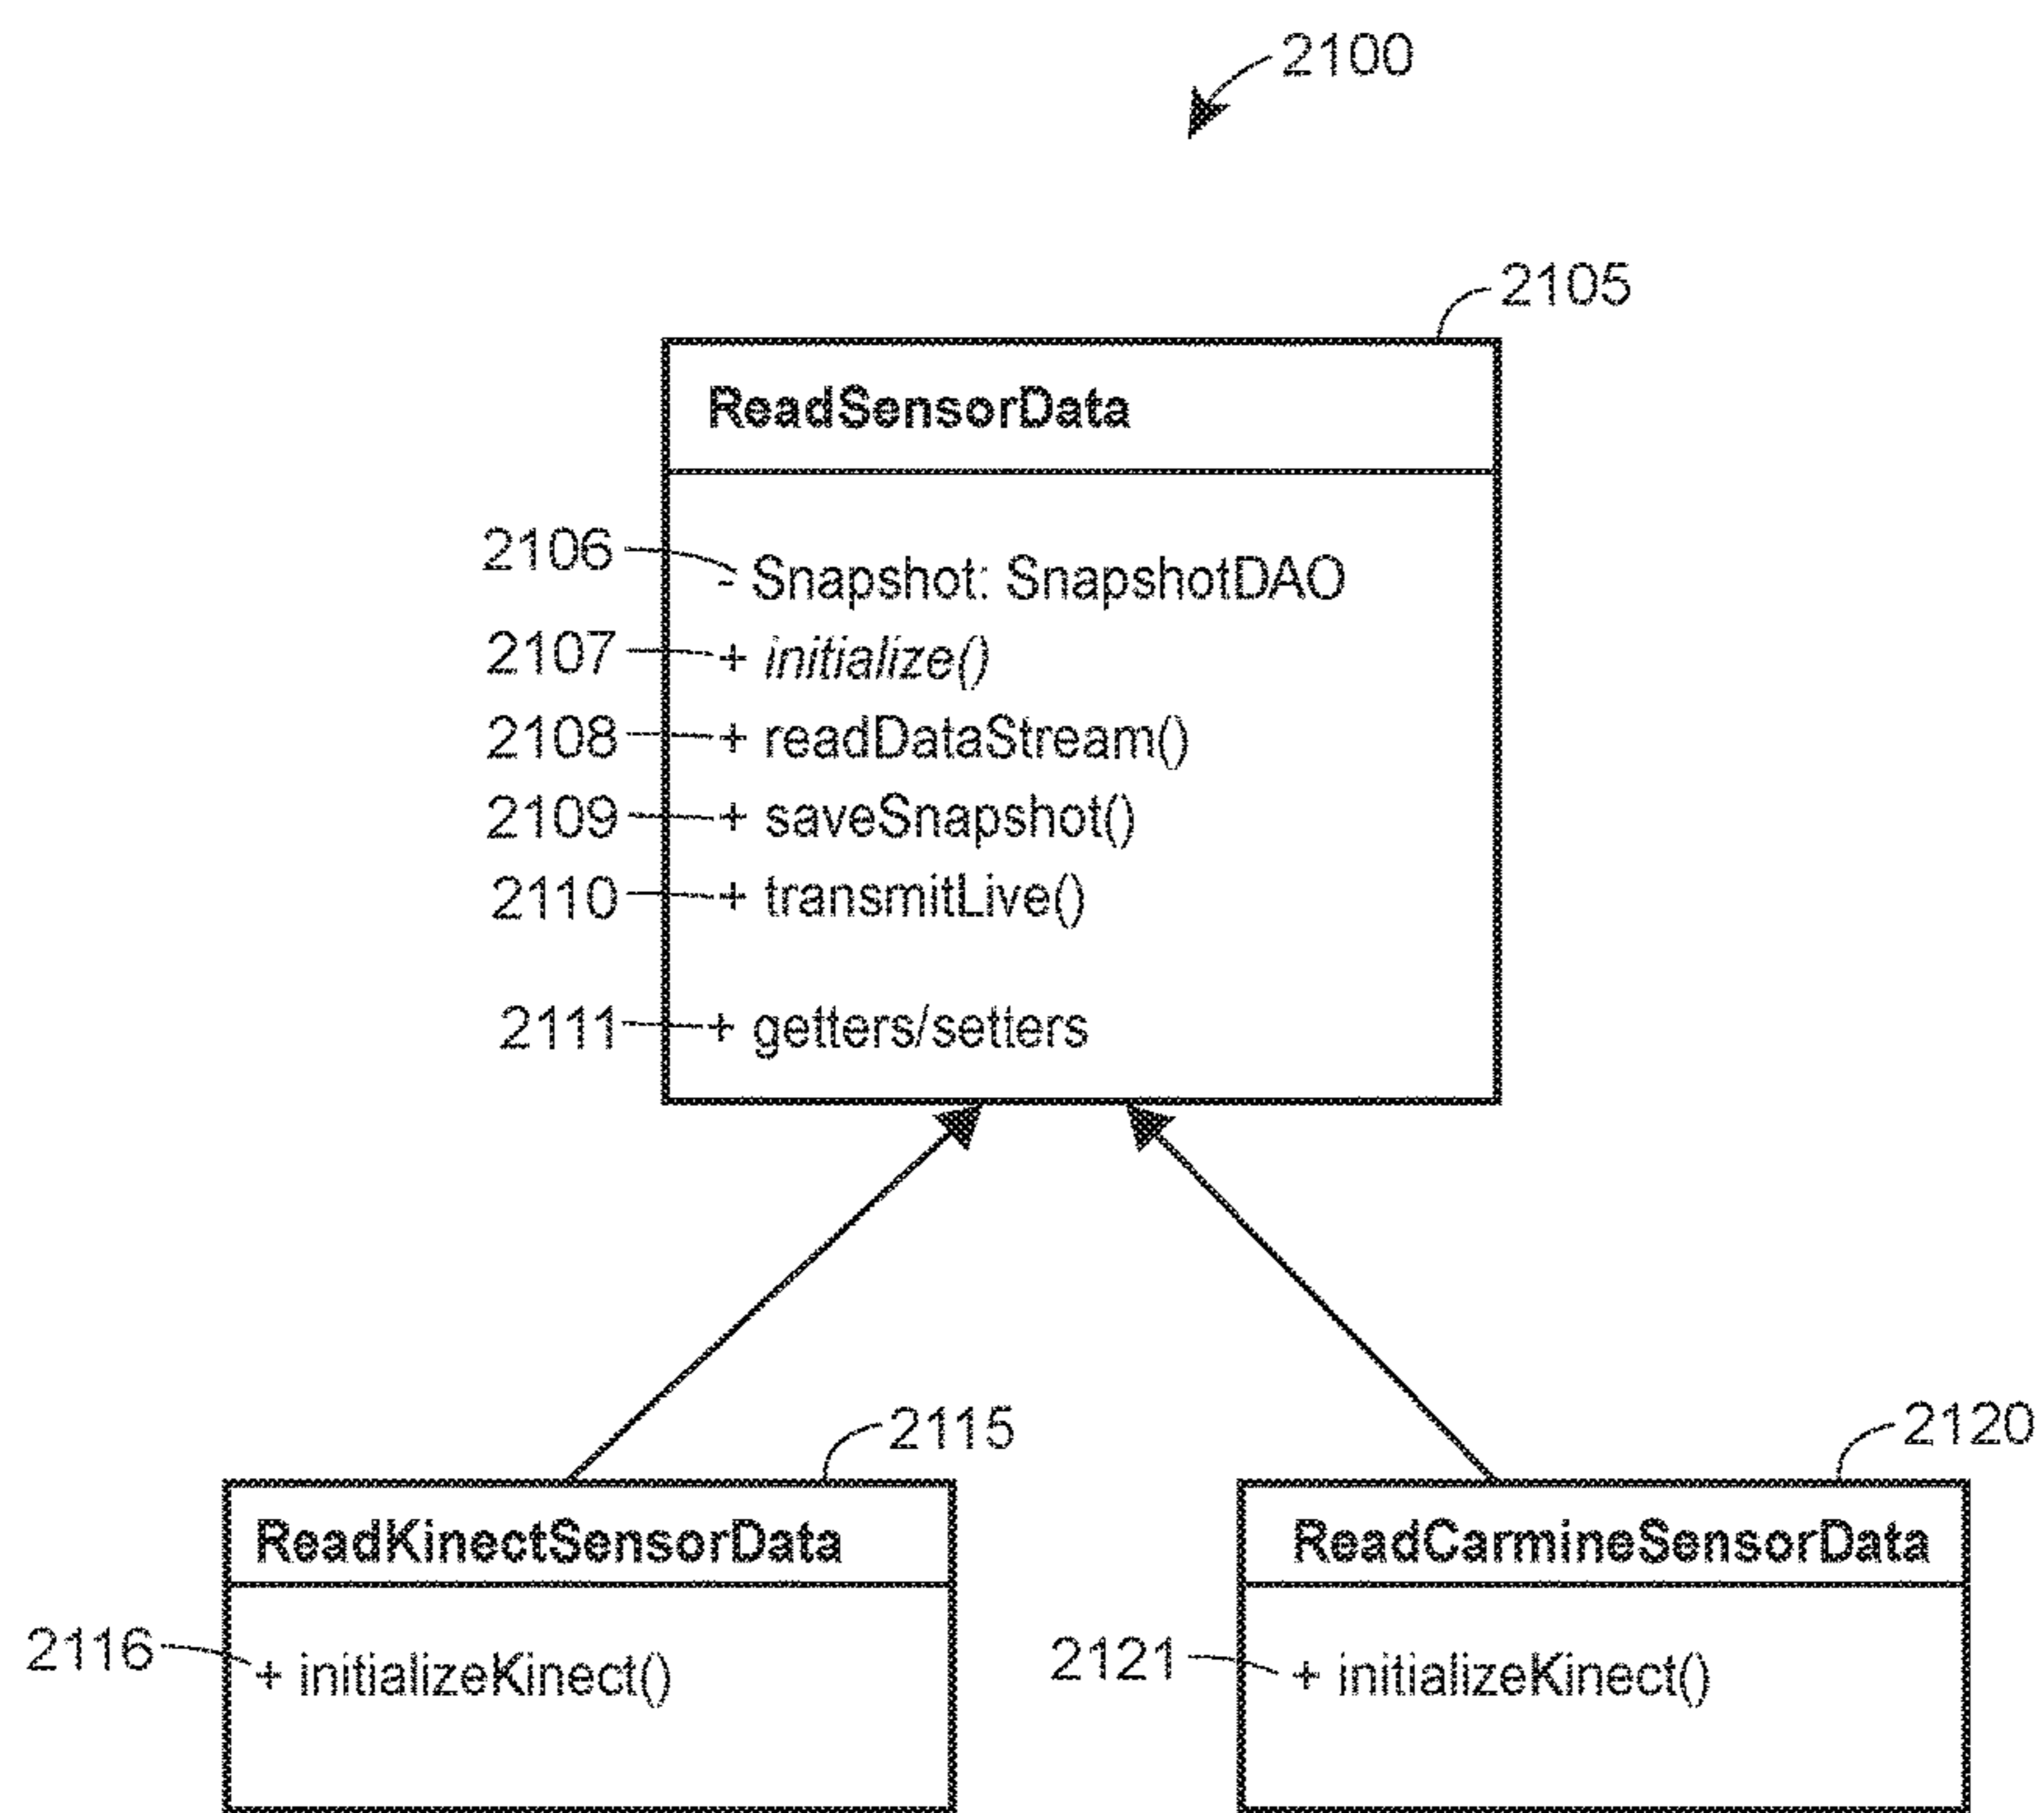 2100
2105
ReadSensorData
2106 - Snapshot: SnapshotDAO
2107 + initialize()
2108 + readDataStream()
2109 + saveSnapshot()
2110 + transmitLive()
2111 + getters/setters
2115
2120
ReadKinectSensorData
ReadCarmineSensorData
2116 + initializeKinect()
2121 + initializeKinect()